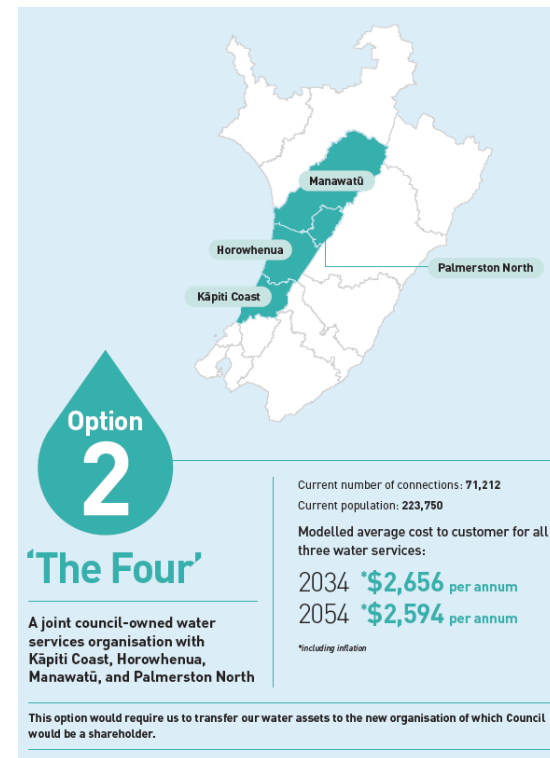 Manawatū
Horowhenua
Palmerston North
Kāpiti Coast
Option
2
‘The Four’
A joint council-owned water
services organisation with
Kāpiti Coast, Horowhenua,
Manawatū, and Palmerston North
Current number of connections: 71,212
Current population: 223,750
Modelled average cost to customer for all
three water services:
2034 *$2,656 per annum
2054 *$2,594 per annum
*including inflation
This option would require us to transfer our water assets to the new organisation of which Council
would be a shareholder.